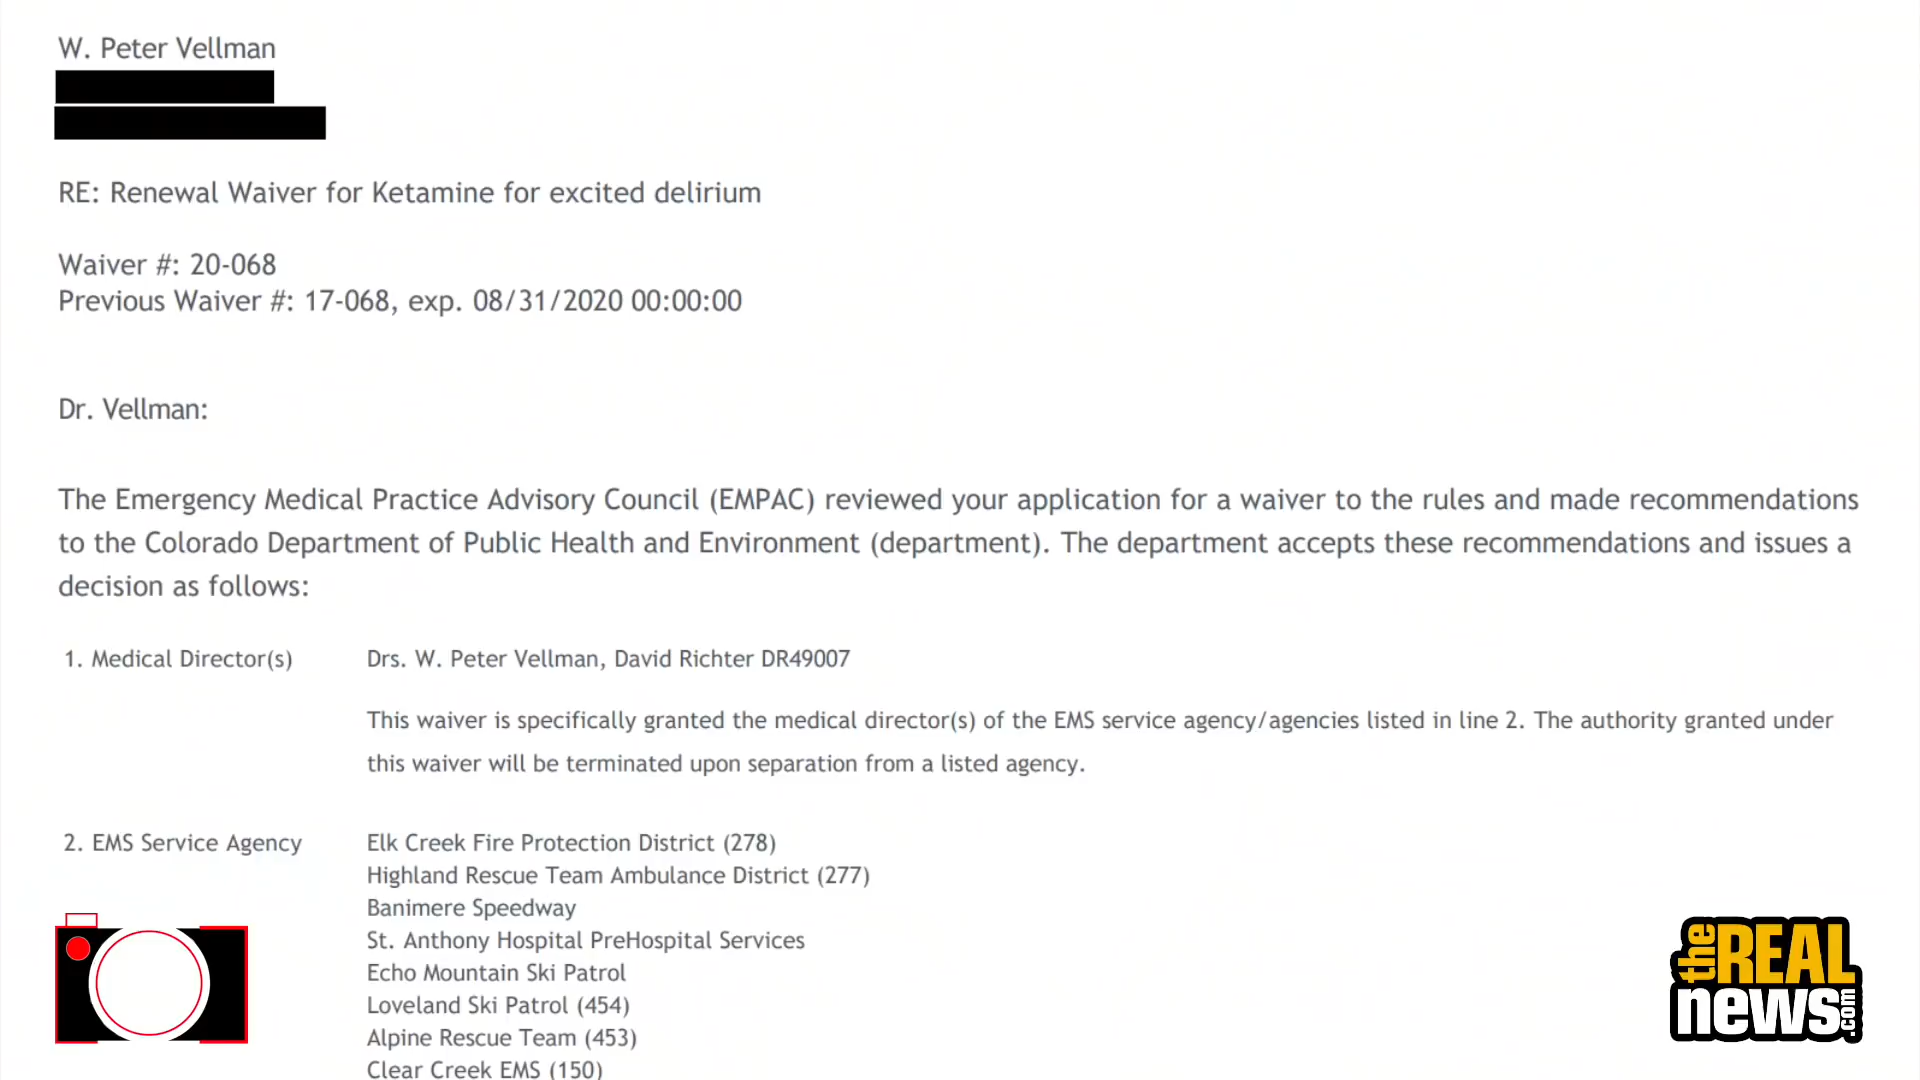 W. Peter Vellman
RE: Renewal Waiver for Ketamine for excited delirium
Waiver #: 20-068
Previous Waiver #: 17-068, exp. 08/31/2020 00:00:00
Dr. Vellman:
The Emergency Medical Practice Advisory Council (EMPAC) reviewed your application for a waiver to the rules and made recommendations
to the Colorado Department of Public Health and Environment (department). The department accepts these recommendations and issues a
decision as follows:
1. Medical Director(s) Drs. W. Peter Vellman, David Richter DR49007
This waiver is specifically granted the medical director(s) of the EMS service agency/agencies listed in line 2. The authority granted under
this waiver will be terminated upon separation from a listed agency.
2. EMS Service Agency Elk Creek Fire Protection District (278)
Highland Rescue Team Ambulance District (277)
Banimere Speedway
St. Anthony Hospital PreHospital Services
Echo Mountain Ski Patrol
Loveland Ski Patrol (454)
Alpine Rescue Team (453)
Clear Creek EMS (150)
the REAL
news.com